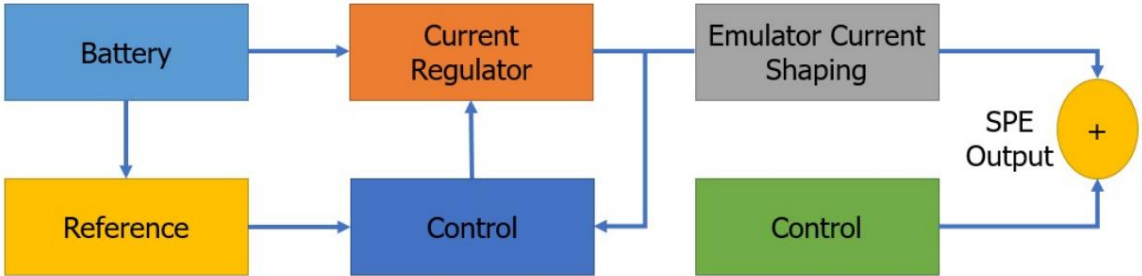 Battery
Current
Regulator
Emulator Current
Shaping
SPE
Output
+
Reference
Control
Control